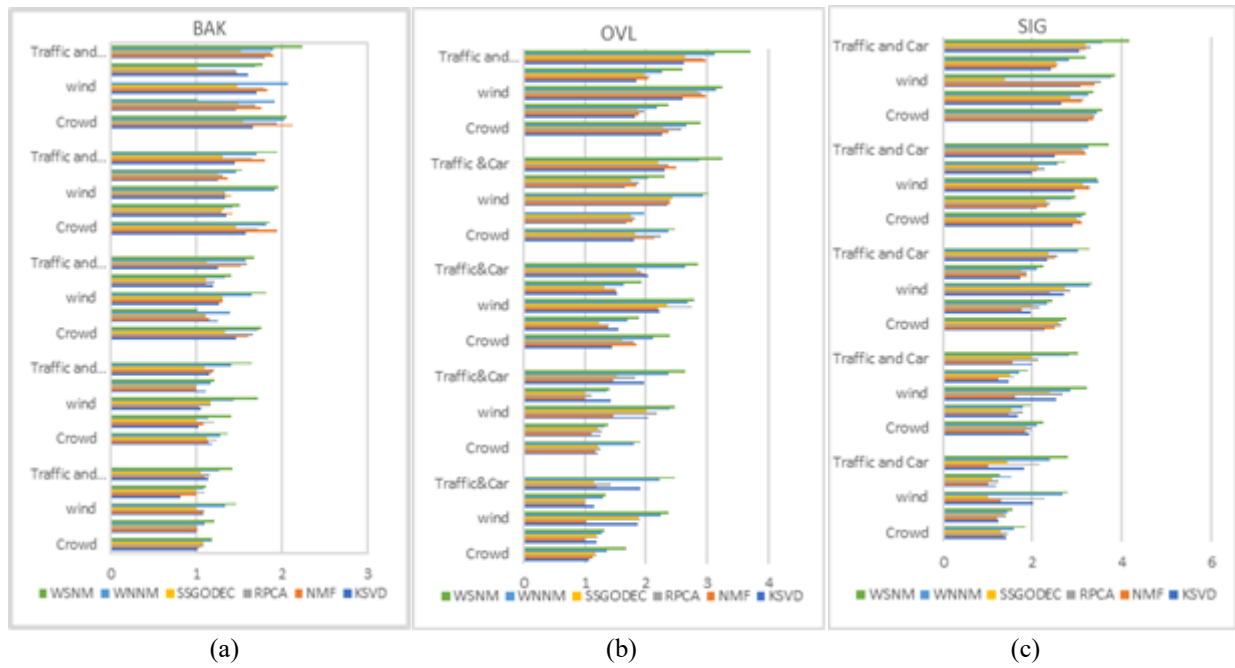 BAK
Traffic and...
wind
Crowd
Traffic and...
wind
Crowd
Traffic and...
wind
Crowd
Traffic and...
wind
Crowd
Traffic and...
wind
Crowd
0 1 2 3
WSNM WNNM SSGODEC RPCA NMF KSVD
(a)
OVL
Traffic and...
wind
Crowd
Traffic &Car
wind
Crowd
Traffic&Car
wind
Crowd
Traffic&Car
wind
Crowd
Traffic&Car
wind
Crowd
0 1 2 3 4
WSNM WNNM SSGODEC RPCA NMF KSVD
(b)
SIG
Traffic and Car
wind
Crowd
Traffic and Car
wind
Crowd
Traffic and Car
wind
Crowd
Traffic and Car
wind
Crowd
Traffic and Car
wind
Crowd
0 2 4 6
WSNM WNNM SSGODEC RPCA NMF KSVD
(c)